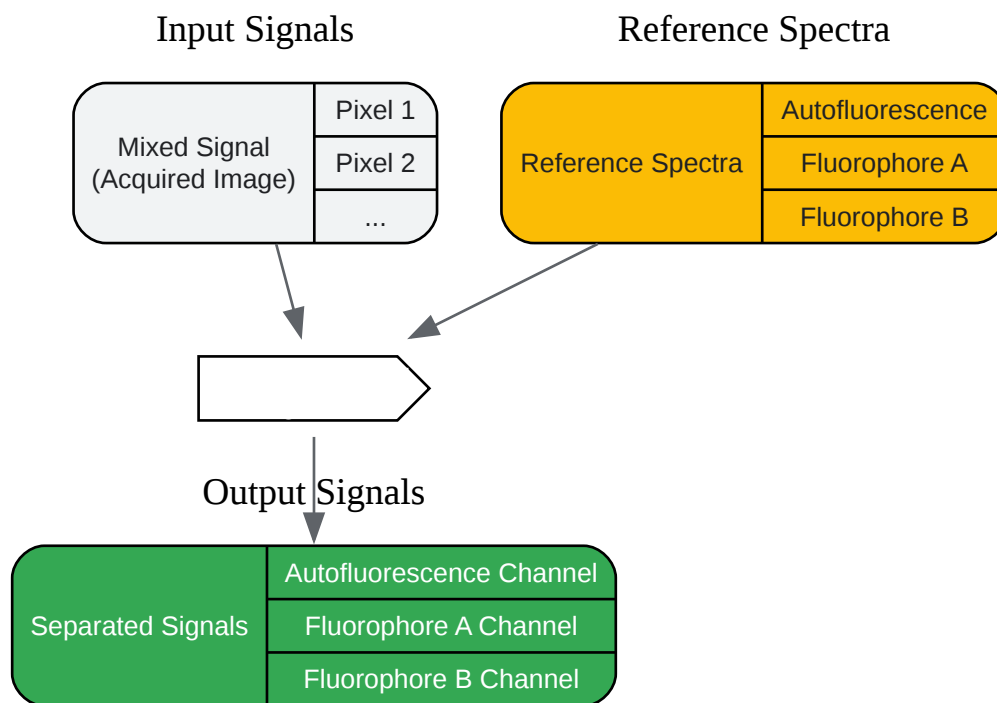 Input Signals
Reference Spectra
Mixed Signal
(Acquired Image)
Pixel 1
Pixel 2
...
Reference Spectra
Autofluorescence
Fluorophore A
Fluorophore B
Output Signals
Separated Signals
Autofluorescence Channel
Fluorophore A Channel
Fluorophore B Channel